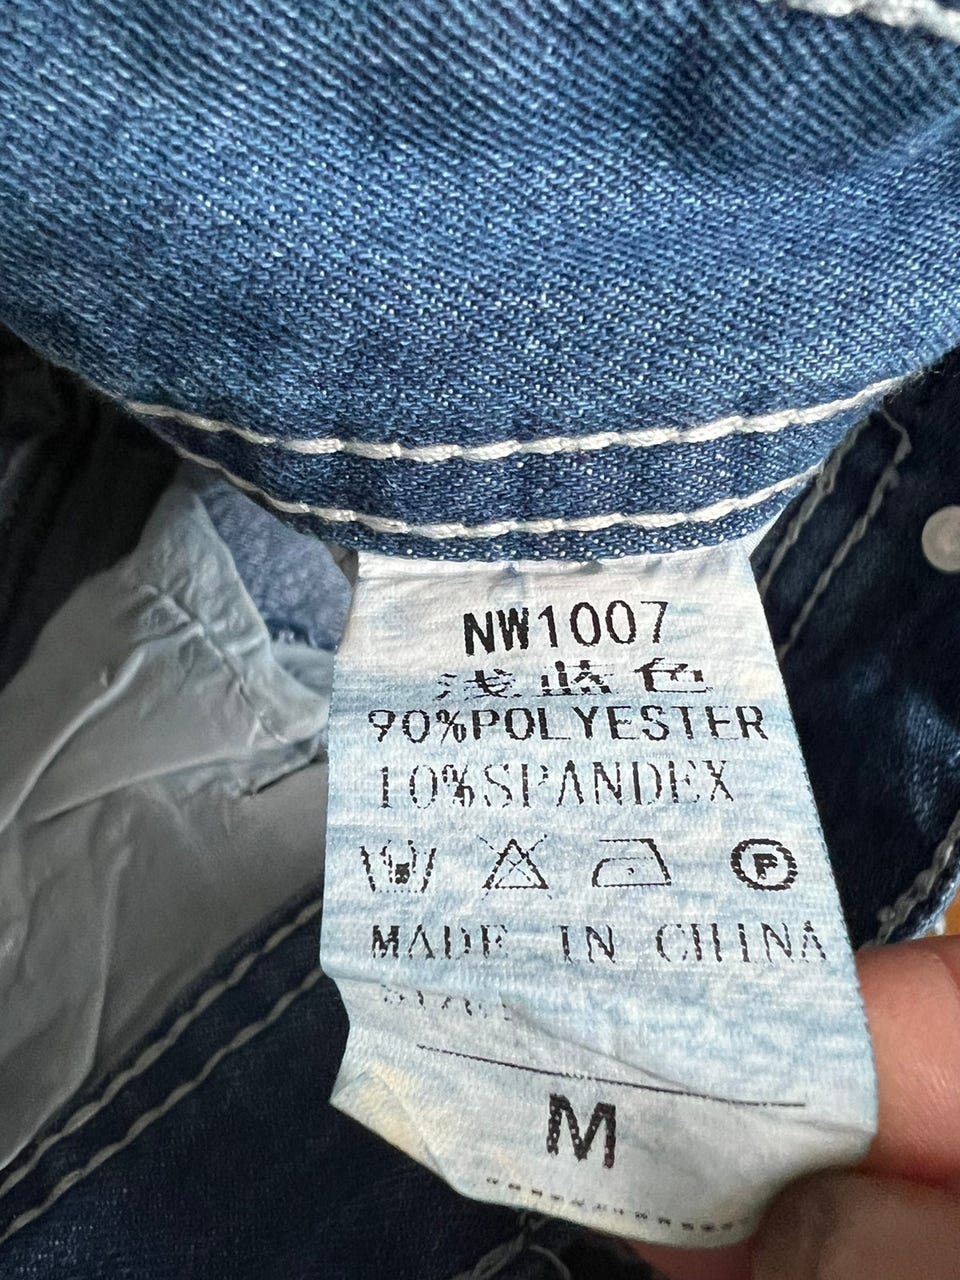 NW1007
浅蓝色
90%POLYESTER
10%SPANDEX
P
MADE IN CHINA
M